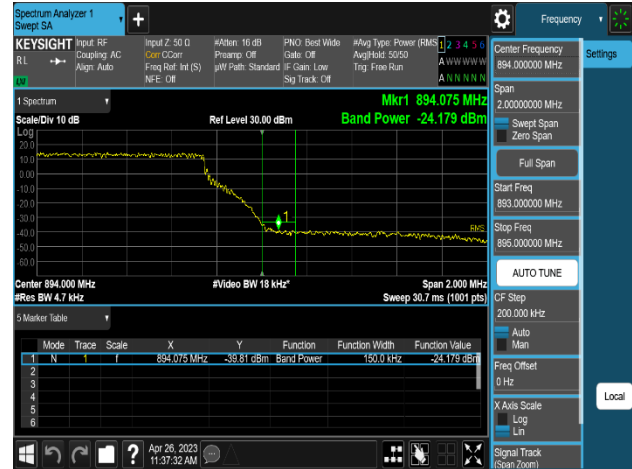 Spectrum Analyzer 1
Swept SA
Frequency
KEYSIGHT
RL
Input: RF
Coupling: AC
Align: Auto
Input Z: 50 Ω
Corr CCorr
Freq Ref: Int (S)
NFE: Off
#Atten: 16 dB
Preamp: Off
µW Path: Standard
PNO: Best Wide
Gate: Off
IF Gain: Low
Sig Track: Off
#Avg Type: Power (RMS
Avg|Hold: 50/50
Trig: Free Run
1 2 3 4 5 6
A W W W W W
A N N N N N
1 Spectrum
Scale/Div 10 dB
Ref Level 30.00 dBm
Mkr1 894.075 MHz
Band Power -24.179 dBm
Log
20.0
10.0
0.00
-10.0
-20.0
-30.0
-40.0
-50.0
-60.0
1
RMS
Center 894.000 MHz
#Res BW 4.7 kHz
#Video BW 18 kHz*
Span 2.000 MHz
Sweep 30.7 ms (1001 pts)
5 Marker Table
Mode Trace Scale X Y Function Function Width Function Value
1 N 1 f 894.075 MHz -39.81 dBm Band Power 150.0 kHz -24.179 dBm
2
3
4
5
6
Apr 26, 2023
11:37:32 AM
?
Center Frequency
894.000000 MHz
Span
2.00000000 MHz
Swept Span
Zero Span
Full Span
Start Freq
893.000000 MHz
Stop Freq
895.000000 MHz
AUTO TUNE
CF Step
200.000 kHz
Auto
Man
Freq Offset
0 Hz
X Axis Scale
Log
Lin
Signal Track
(Span Zoom)
Settings
Local